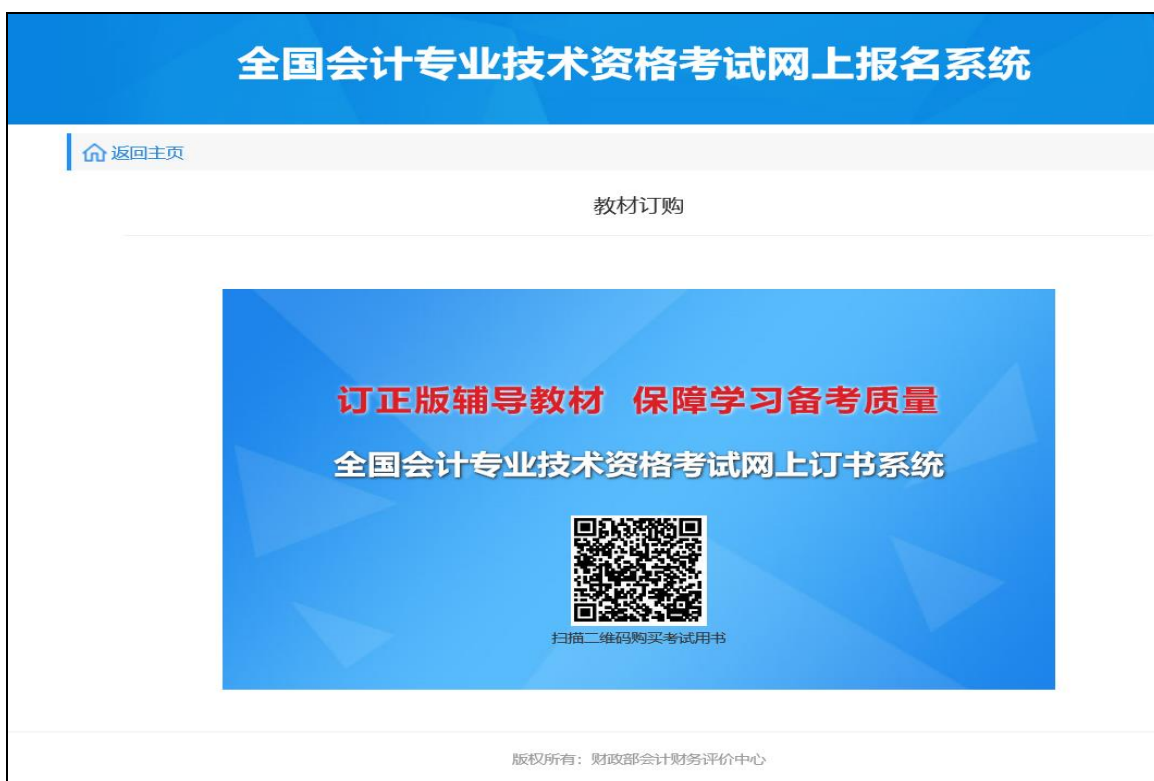 全国会计专业技术资格考试网上报名系统
返回主页
教材订购
订正版辅导教材 保障学习备考质量
全国会计专业技术资格考试网上订书系统
扫描二维码购买考试用书
版权所有：财政部会计财务评价中心